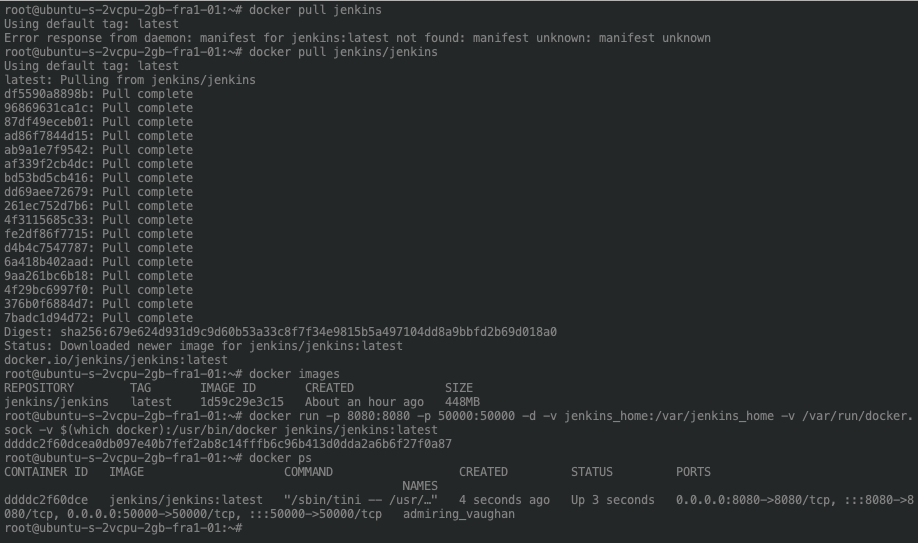 root@ubuntu-s-2vcpu-2gb-fra1-01:~# docker pull jenkins
Using default tag: latest
Error response from daemon: manifest for jenkins:latest not found: manifest unknown: manifest unknown
root@ubuntu-s-2vcpu-2gb-fra1-01:~# docker pull jenkins/jenkins
Using default tag: latest
latest: Pulling from jenkins/jenkins
df5590a8898b: Pull complete
96869631ca1c: Pull complete
87df49eceb01: Pull complete
ad86f7844d15: Pull complete
ab9a1e7f9542: Pull complete
af339f2cb4dc: Pull complete
bd53bd5cb416: Pull complete
dd69aee72679: Pull complete
261ec752d7b6: Pull complete
4f3115685c33: Pull complete
fe2df86f7715: Pull complete
d4b4c7547787: Pull complete
6a418b402aad: Pull complete
9aa261bc6b18: Pull complete
4f29bc6997f0: Pull complete
376b0f6884d7: Pull complete
7badc1d94d72: Pull complete
Digest: sha256:679e624d931d9c9d60b53a33c8f7f34e9815b5a497104dd8a9bbfd2b69d018a0
Status: Downloaded newer image for jenkins/jenkins:latest
docker.io/jenkins/jenkins:latest
root@ubuntu-s-2vcpu-2gb-fra1-01:~# docker images
REPOSITORY        TAG       IMAGE ID       CREATED             SIZE
jenkins/jenkins   latest    1d59c29e3c15   About an hour ago   448MB
root@ubuntu-s-2vcpu-2gb-fra1-01:~# docker run -p 8080:8080 -p 50000:50000 -d -v jenkins_home:/var/jenkins_home -v /var/run/docker.
sock -v $(which docker):/usr/bin/docker jenkins/jenkins:latest
ddddc2f60dcea0db097e40b7fef2ab8c14fffb6c96b413d0dda2a6b6f27f0a87
root@ubuntu-s-2vcpu-2gb-fra1-01:~# docker ps
CONTAINER ID   IMAGE                    COMMAND                  CREATED         STATUS         PORTS
NAMES
ddddc2f60dce   jenkins/jenkins:latest   "/sbin/tini -- /usr/…"   4 seconds ago   Up 3 seconds   0.0.0.0:8080->8080/tcp, :::8080->8
080/tcp, 0.0.0.0:50000->50000/tcp, :::50000->50000/tcp   admiring_vaughan
root@ubuntu-s-2vcpu-2gb-fra1-01:~#